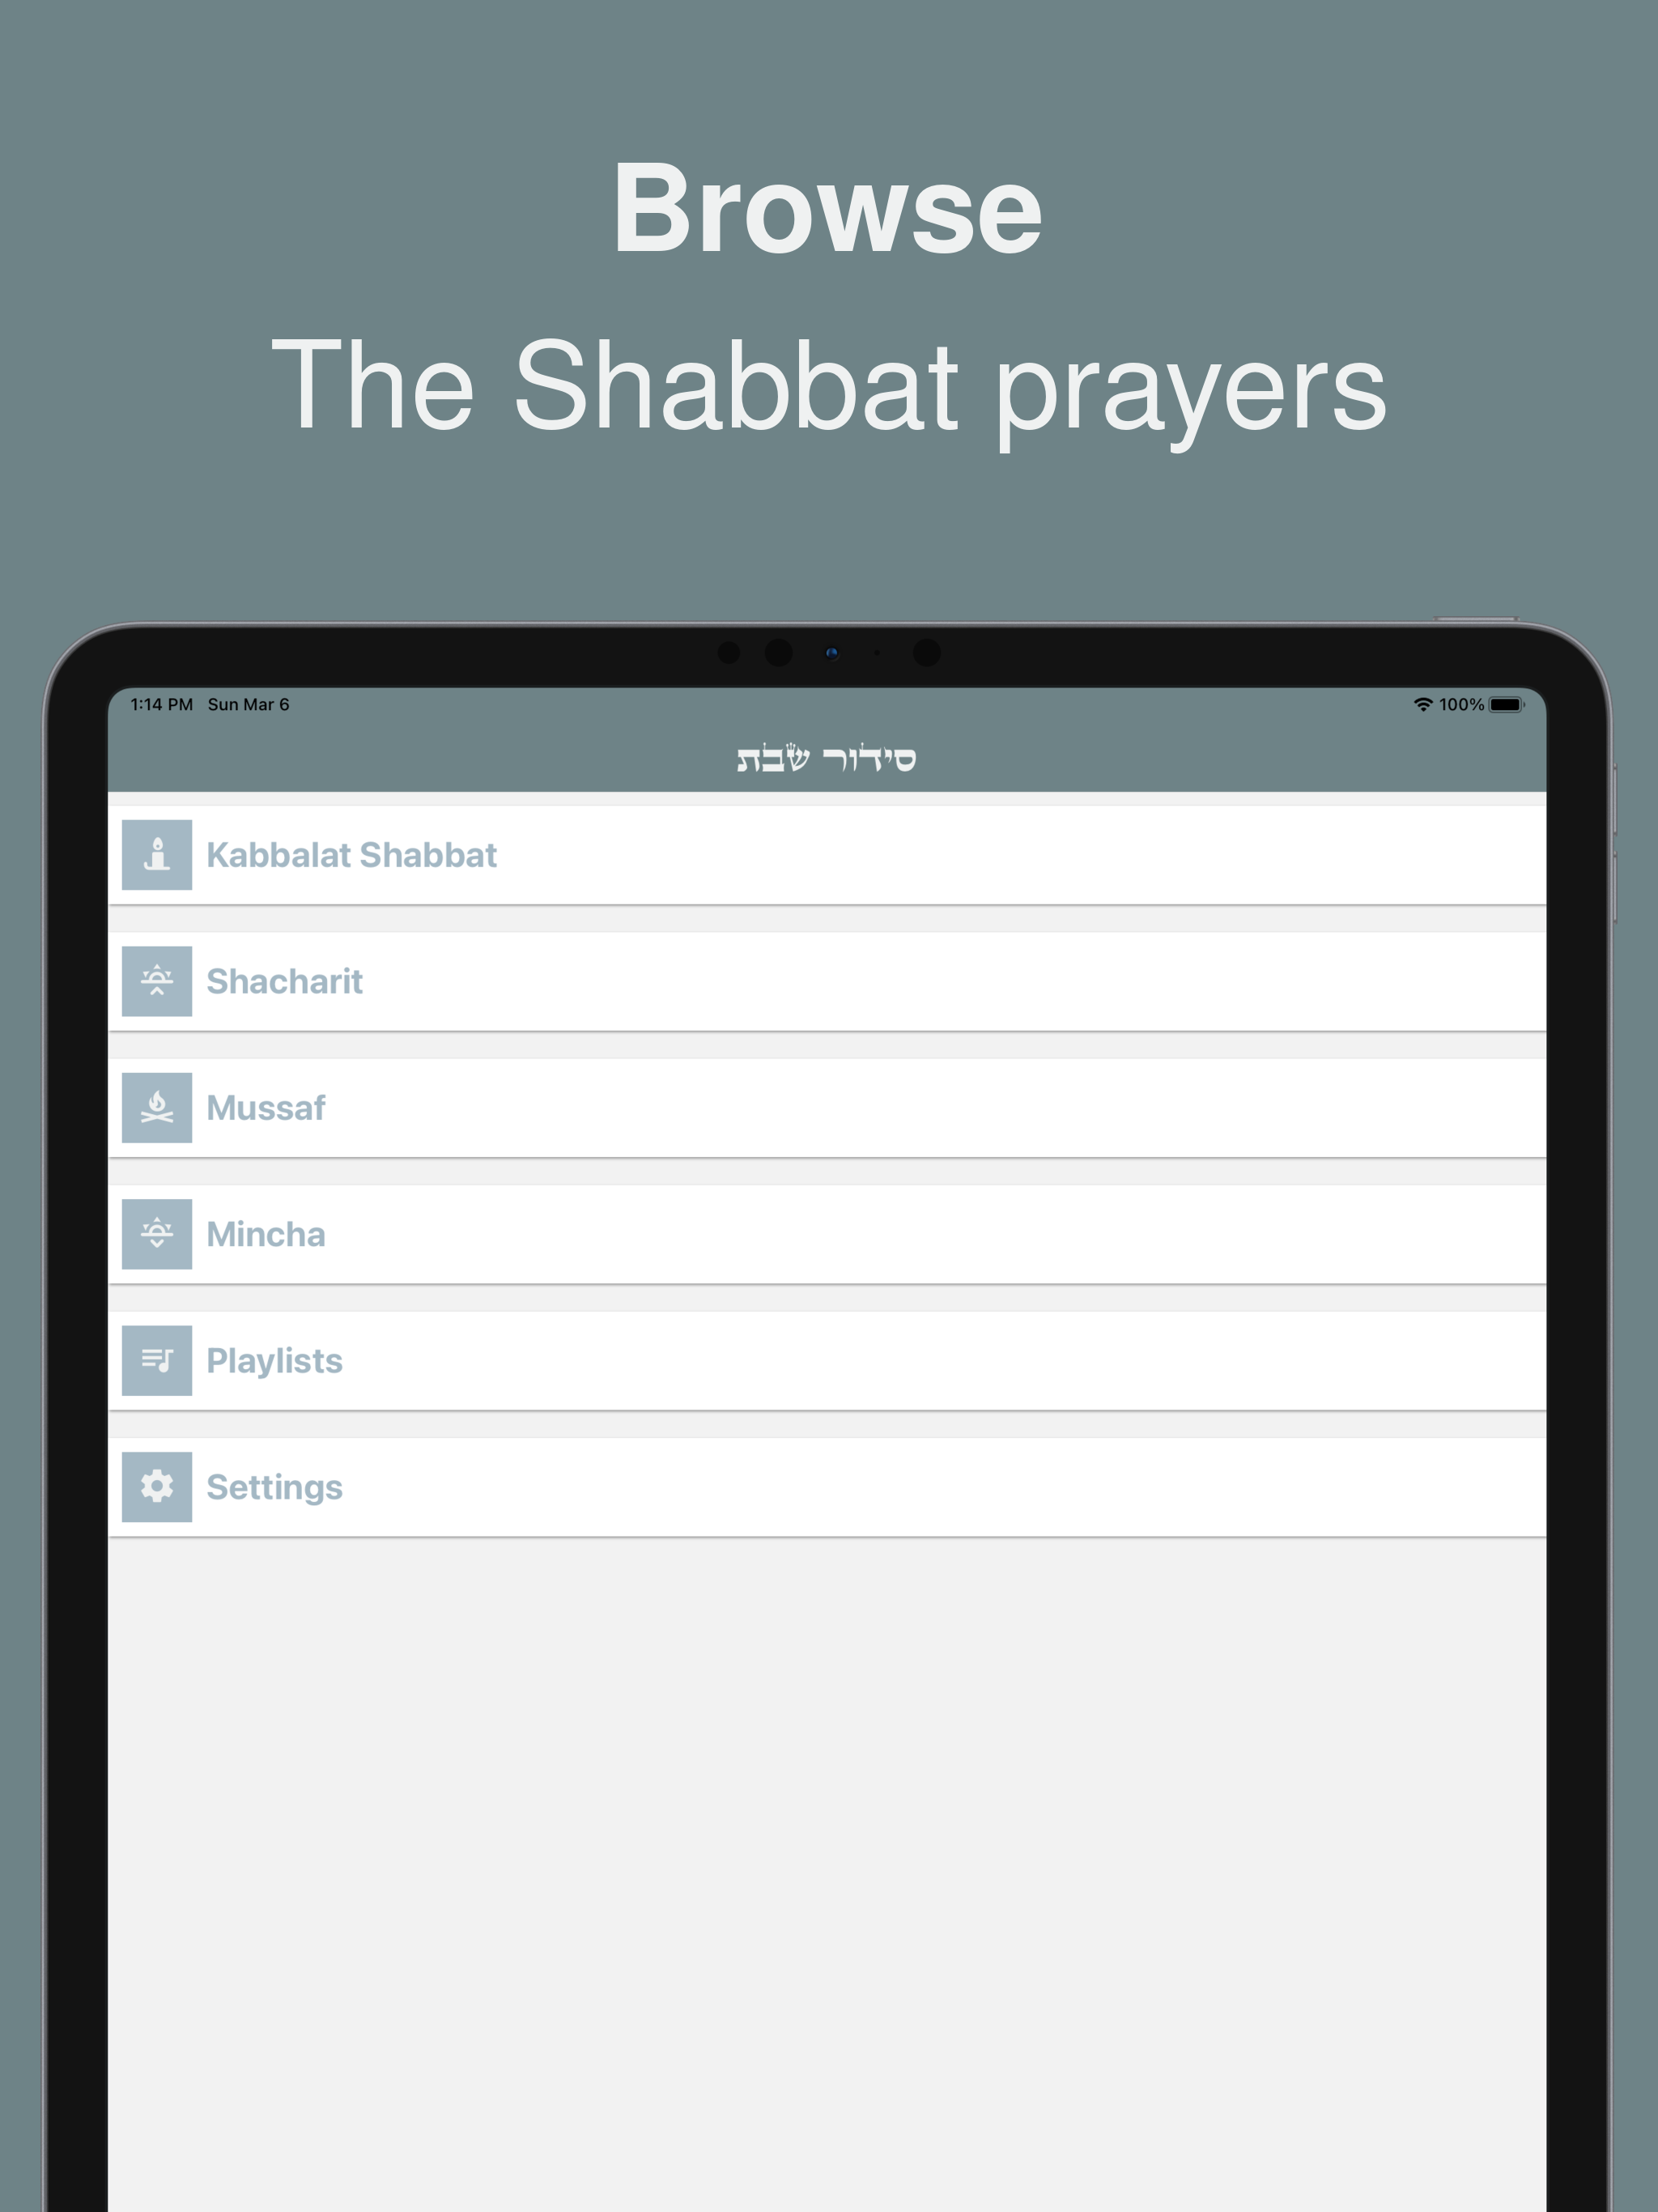 Browse
The Shabbat prayers
1:14 PM Sun Mar 6
100%
סידור שבת
Kabbalat Shabbat
Shacharit
Mussaf
Mincha
Playlists
Settings